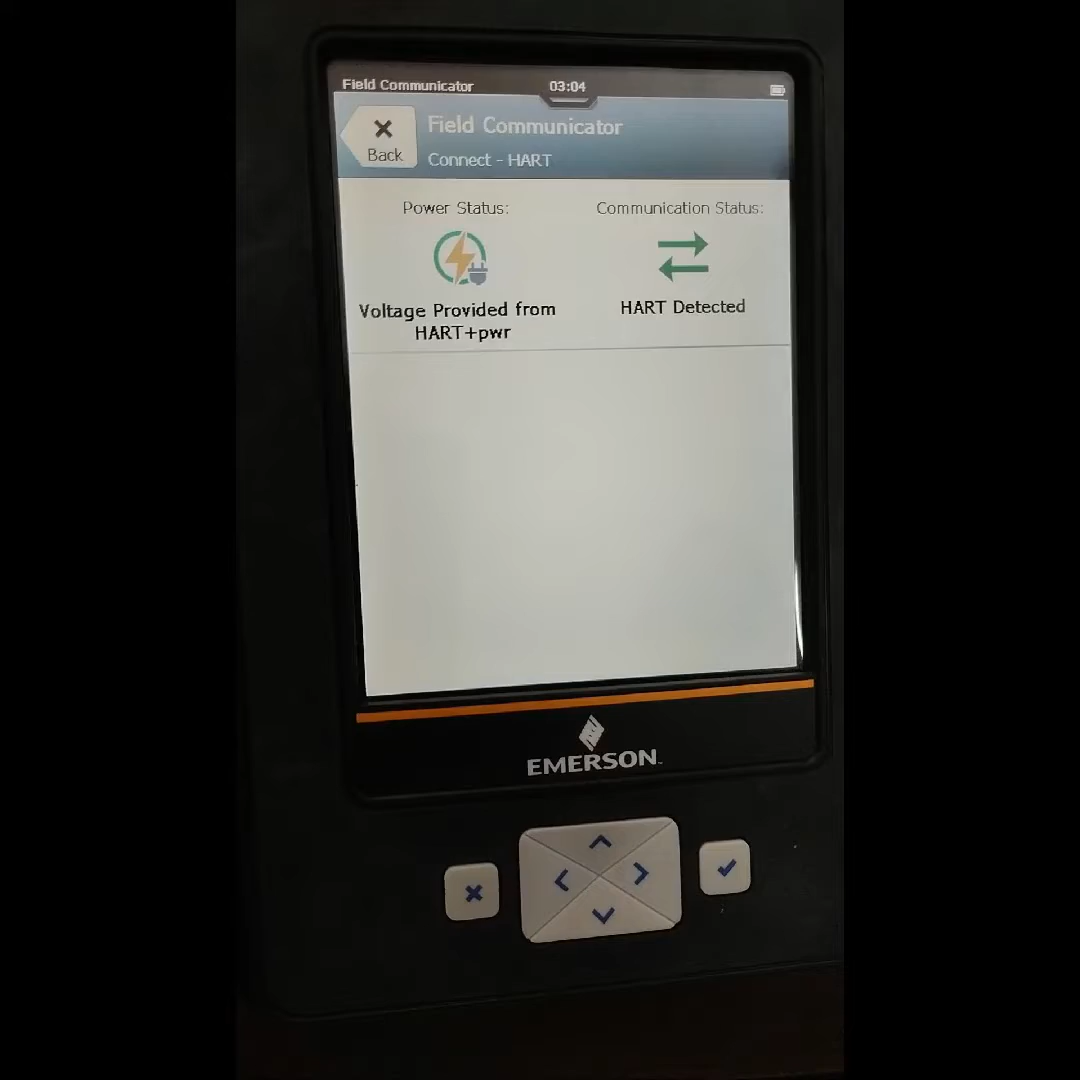 Field Communicator 03:04
Back
Field Communicator
Connect - HART
Power Status:
Communication Status:
Voltage Provided from
HART+pwr
HART Detected
EMERSON